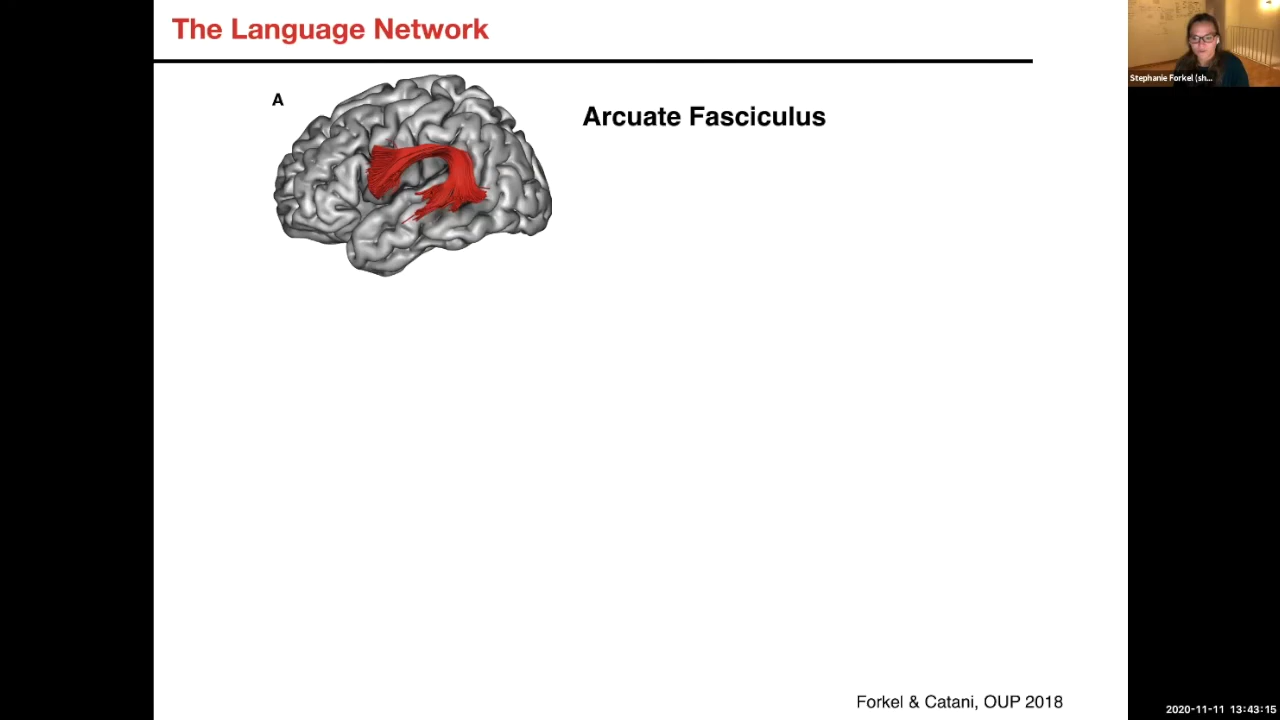 The Language Network
A
Arcuate Fasciculus
Stephanie Forkel (sh...
Forkel & Catani, OUP 2018
2020-11-11 13:43:15